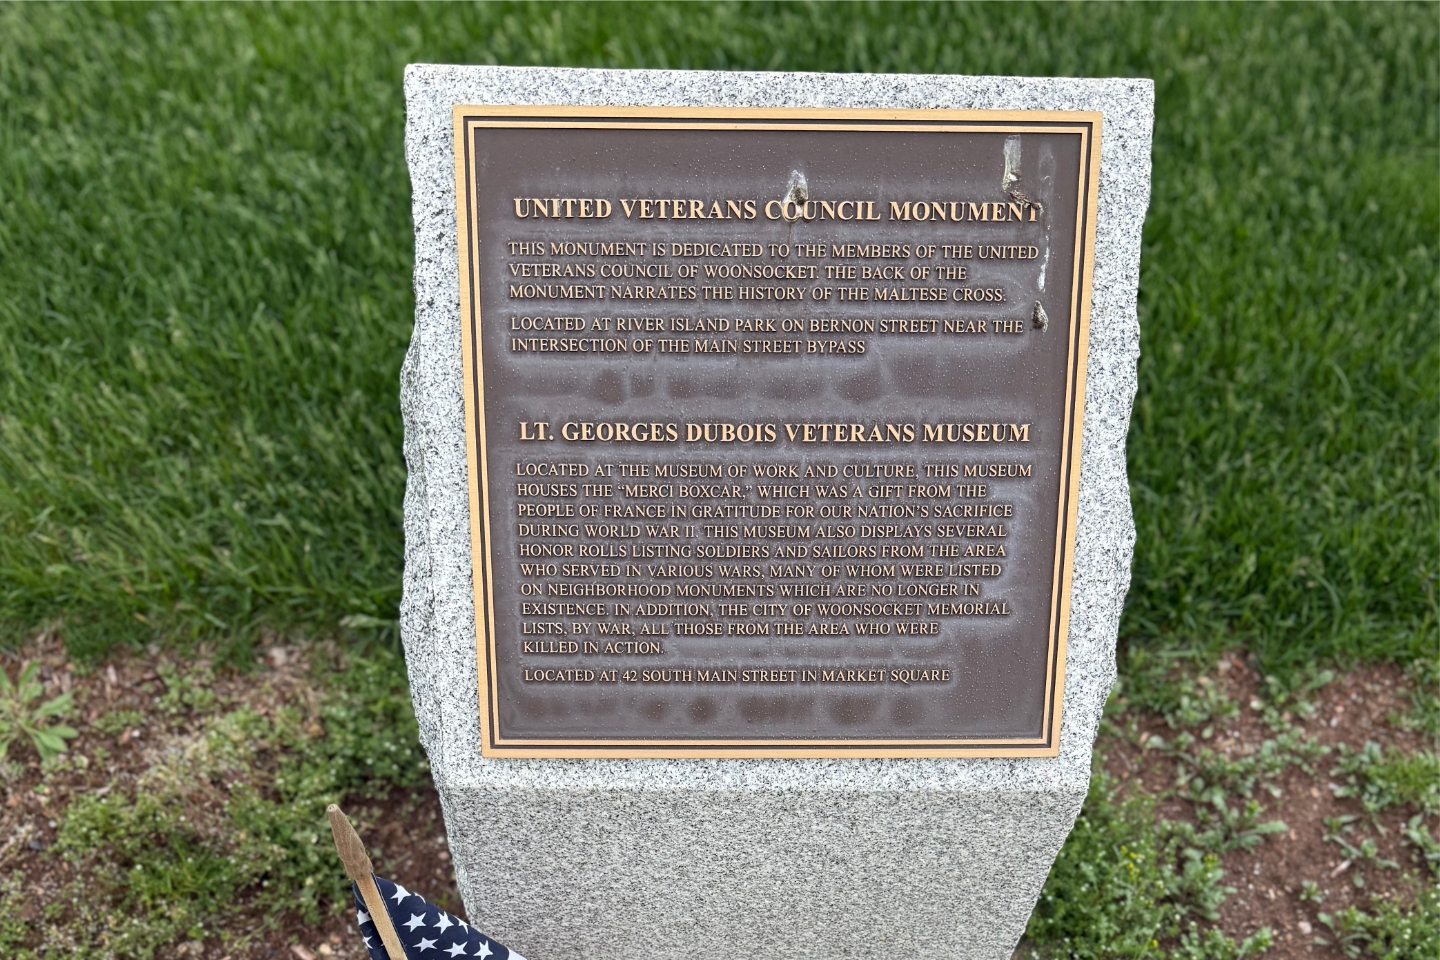 UNITED VETERANS COUNCIL MONUMENT
THIS MONUMENT IS DEDICATED TO THE MEMBERS OF THE UNITED
VETERANS COUNCIL OF WOONSOCKET. THE BACK OF THE
MONUMENT NARRATES THE HISTORY OF THE MALTESE CROSS.
LOCATED AT RIVER ISLAND PARK ON BERNON STREET NEAR THE
INTERSECTION OF THE MAIN STREET BYPASS
LT. GEORGES DUBOIS VETERANS MUSEUM
LOCATED AT THE MUSEUM OF WORK AND CULTURE, THIS MUSEUM
HOUSES THE “MERCI BOXCAR,” WHICH WAS A GIFT FROM THE
PEOPLE OF FRANCE IN GRATITUDE FOR OUR NATION’S SACRIFICE
DURING WORLD WAR II. THIS MUSEUM ALSO DISPLAYS SEVERAL
HONOR ROLLS LISTING SOLDIERS AND SAILORS FROM THE AREA
WHO SERVED IN VARIOUS WARS, MANY OF WHOM WERE LISTED
ON NEIGHBORHOOD MONUMENTS WHICH ARE NO LONGER IN
EXISTENCE. IN ADDITION, THE CITY OF WOONSOCKET MEMORIAL
LISTS, BY WAR, ALL THOSE FROM THE AREA WHO WERE
KILLED IN ACTION.
LOCATED AT 42 SOUTH MAIN STREET IN MARKET SQUARE